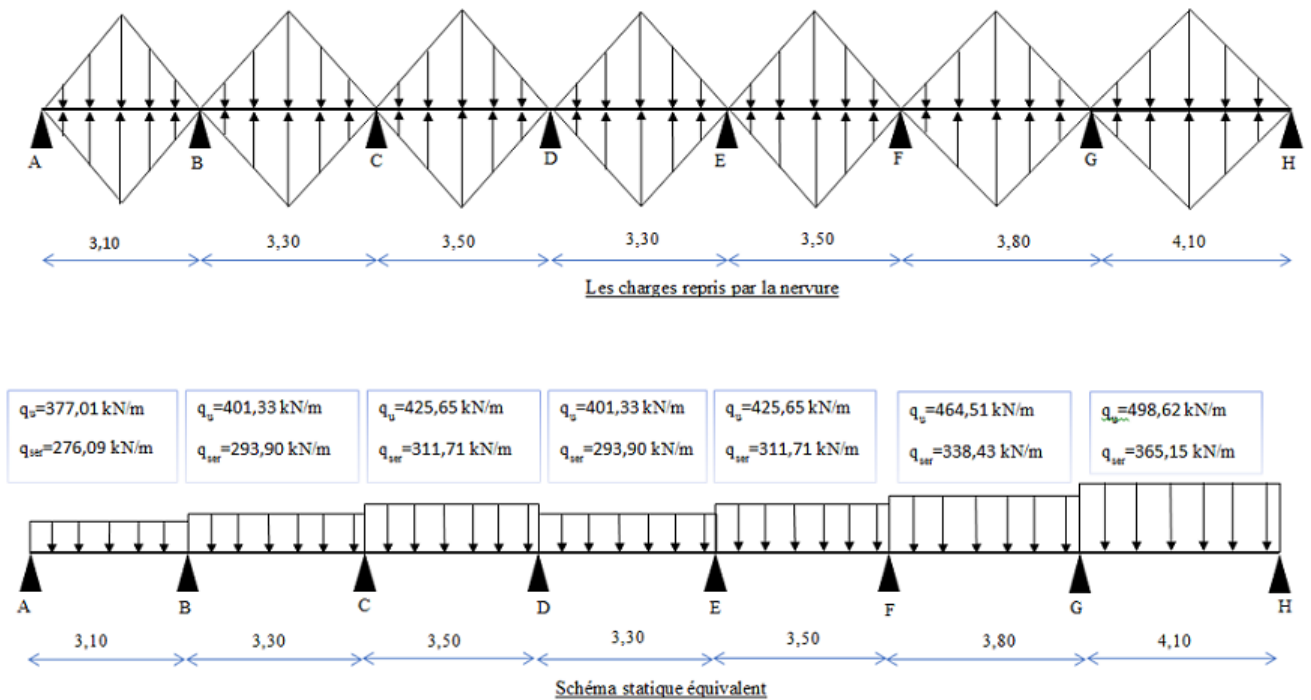 A B C D E F G H
3,10 3,30 3,50 3,30 3,50 3,80 4,10
Les charges repris par la nervure
qu=377,01 kN/m qu=401,33 kN/m qu=425,65 kN/m qu=401,33 kN/m qu=425,65 kN/m qu=464,51 kN/m qu=498,62 kN/m
qser=276,09 kN/m qser=293,90 kN/m qser=311,71 kN/m qser=293,90 kN/m qser=311,71 kN/m qser=338,43 kN/m qser=365,15 kN/m
A B C D E F G H
3,10 3,30 3,50 3,30 3,50 3,80 4,10
Schéma statique équivalent